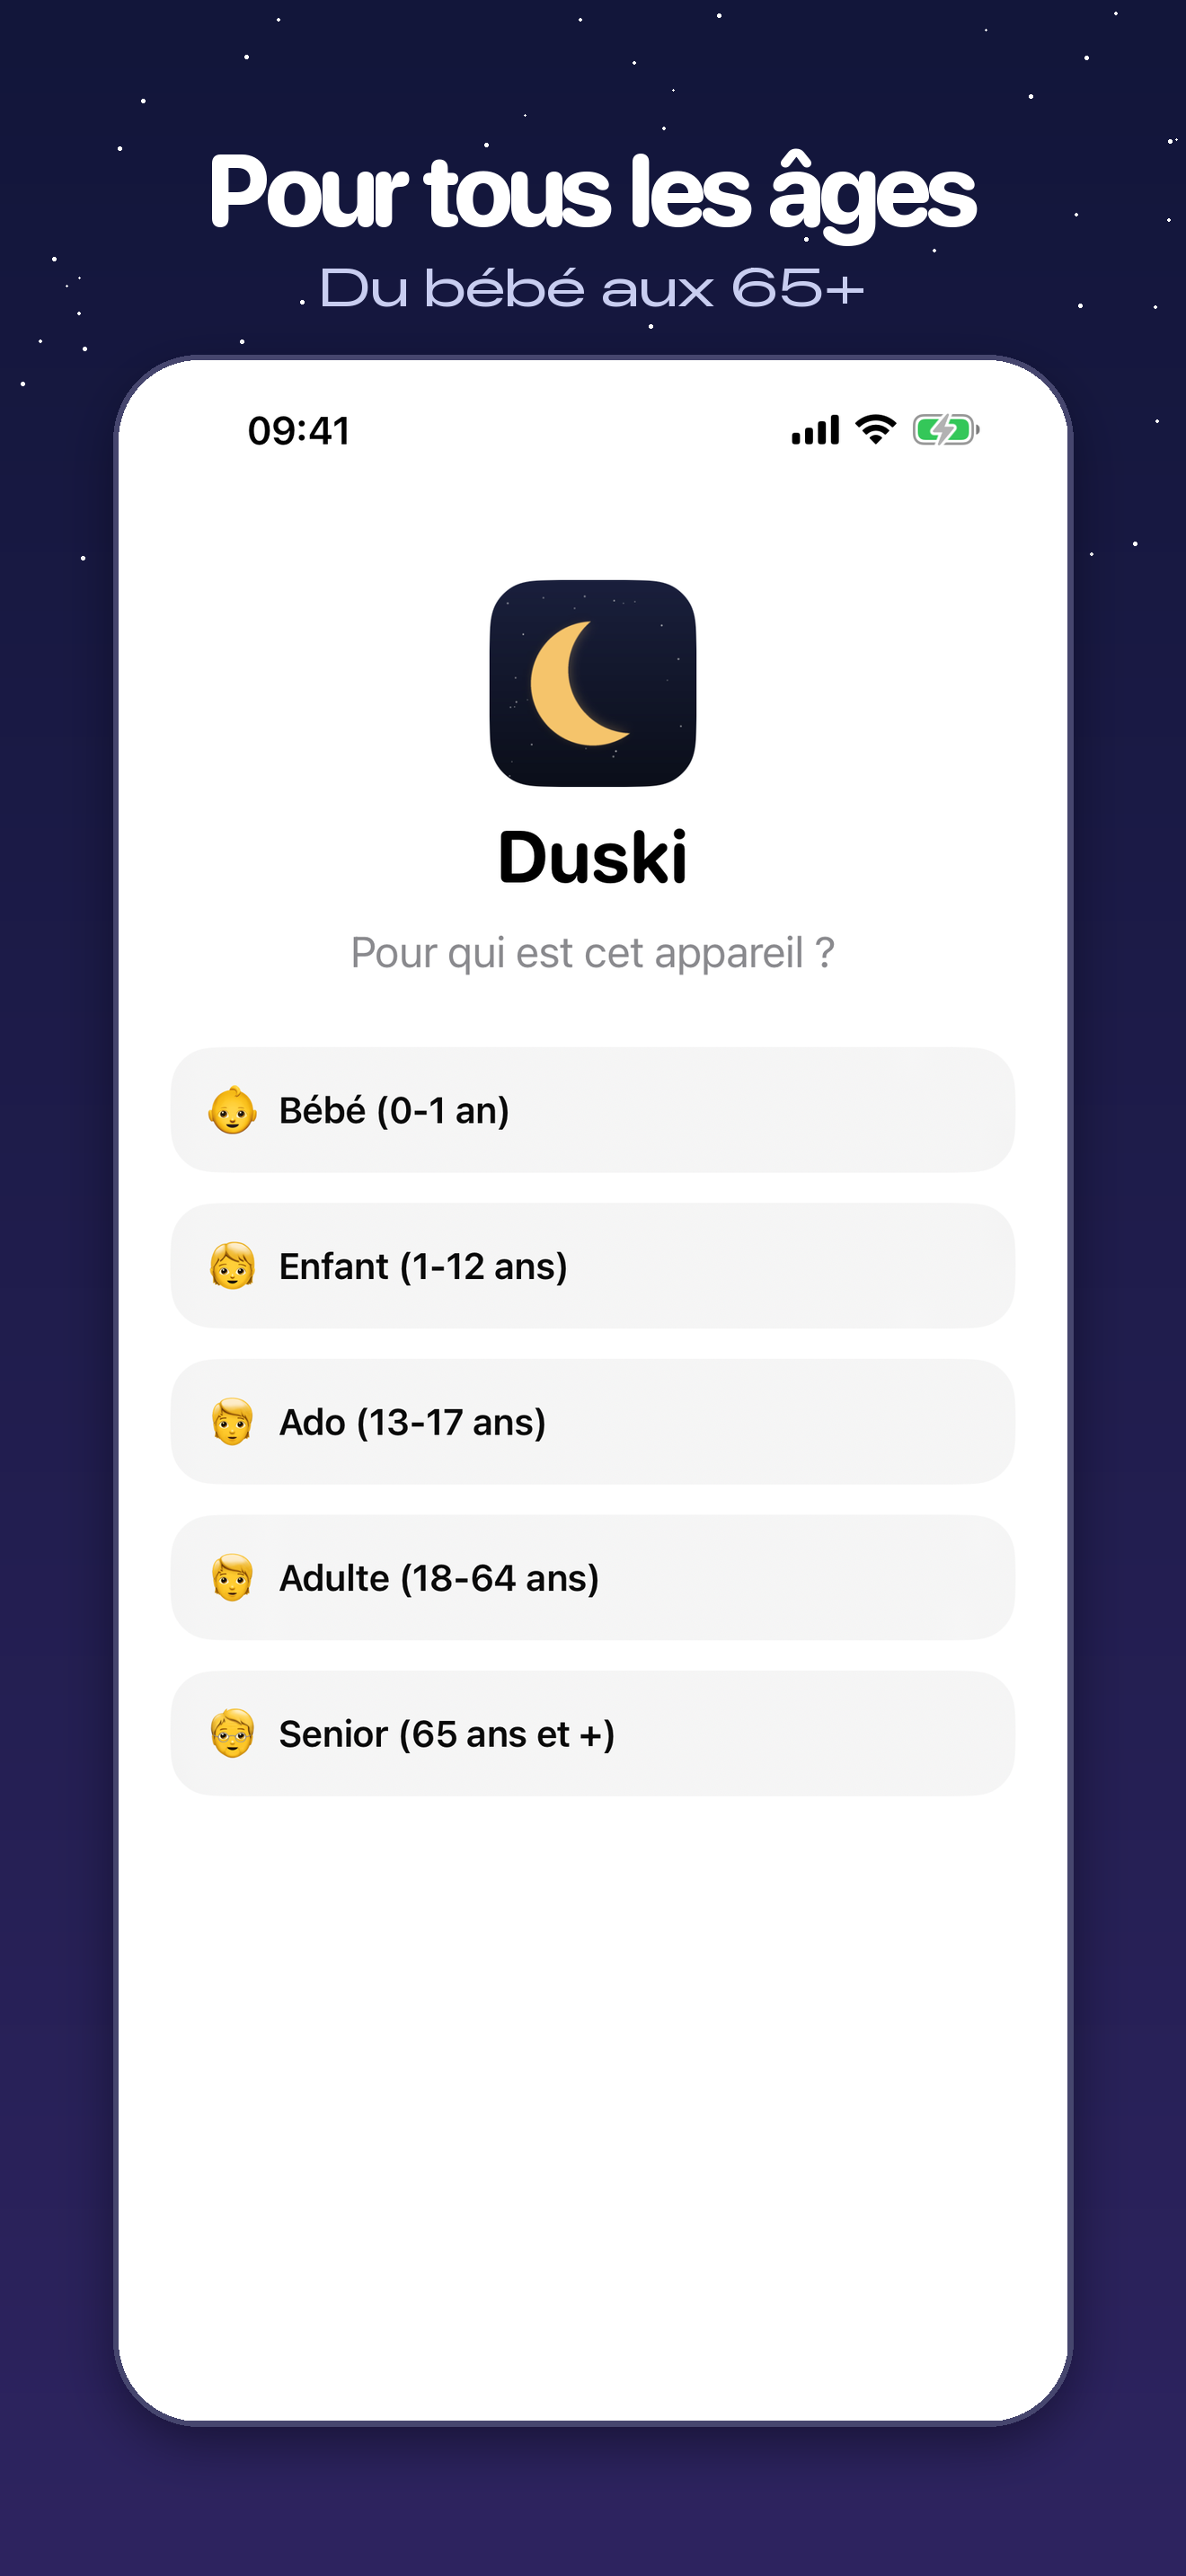 Pour tous les âges
Du bébé aux 65+
09:41
Duski
Pour qui est cet appareil ?
Bébé (0-1 an)
Enfant (1-12 ans)
Ado (13-17 ans)
Adulte (18-64 ans)
Senior (65 ans et +)